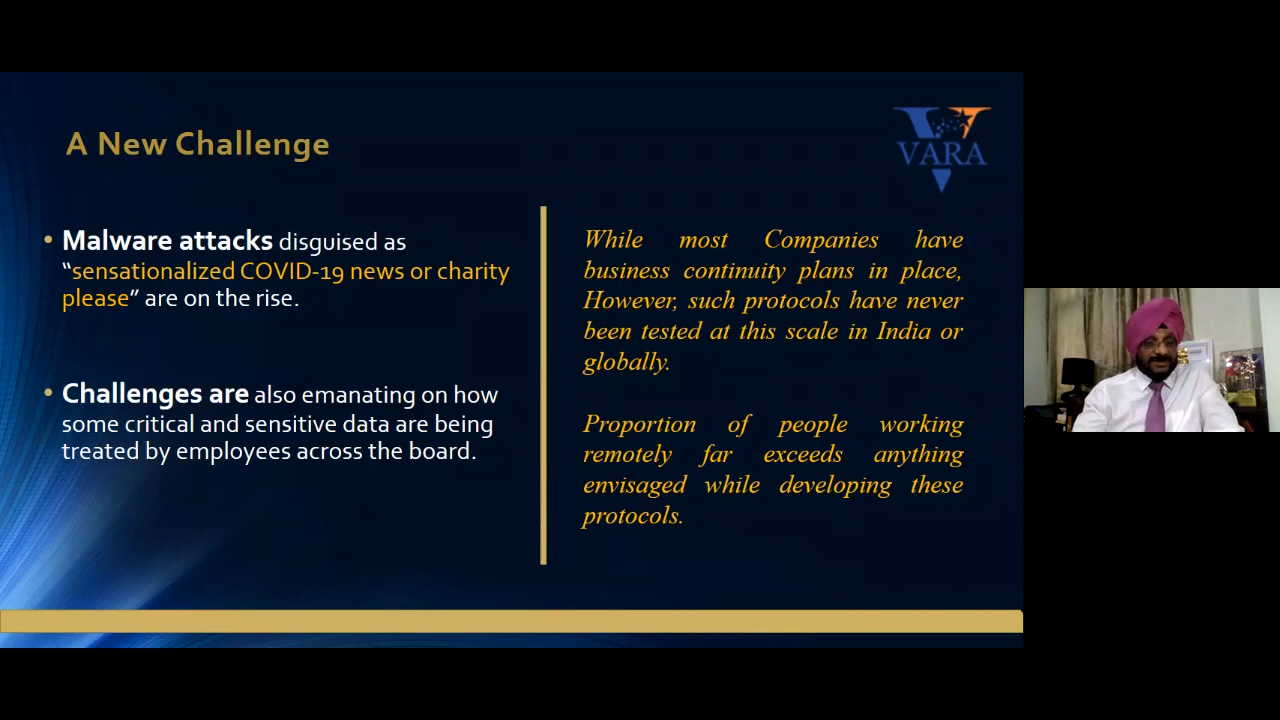 A New Challenge
VARA
• Malware attacks disguised as
“sensationalized COVID-19 news or charity
please” are on the rise.
• Challenges are also emanating on how
some critical and sensitive data are being
treated by employees across the board.
While most Companies have
business continuity plans in place,
However, such protocols have never
been tested at this scale in India or
globally.
Proportion of people working
remotely far exceeds anything
envisaged while developing these
protocols.